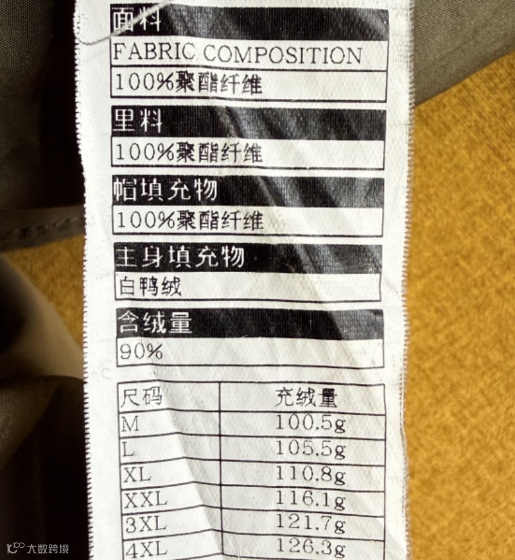 面料
FABRIC COMPOSITION
100%聚酯纤维
里料
100%聚酯纤维
帽填充物
100%聚酯纤维
主身填充物
白鸭绒
含绒量
90%
尺码 充绒量
M 100.5g
L 105.5g
XL 110.8g
XXL 116.1g
3XL 121.7g
4XL 126.3g
大数跨境